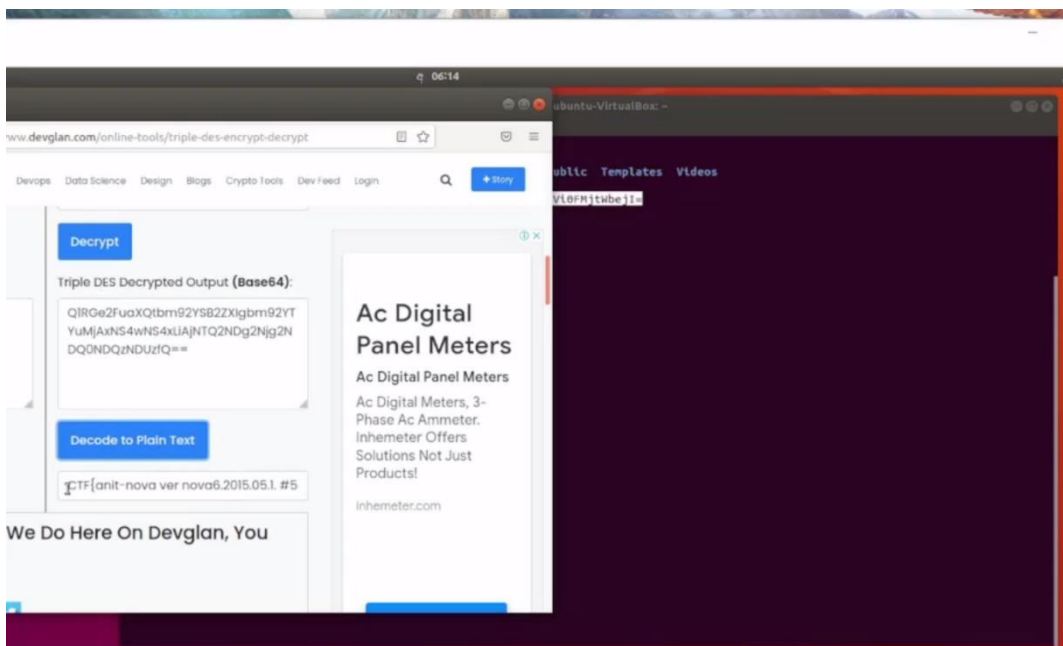 06:14
ubuntu-VirtualBox: ~
www.devglan.com/online-tools/triple-des-encrypt-decrypt
Devops Data Science Design Blogs Crypto Tools Dev Feed Login + Story
ublic Templates Videos
Vi0FMjtWbejI=
Decrypt
Triple DES Decrypted Output (Base64):
Q1RGe2FuaXQtbm92YSB2ZXIgbm92YT
YuMjAxNS4wNS4xLiAjNTQ2NDg2Njg2N
DQ0NDQzNDUzfQ==
Decode to Plain Text
CTF{anit-nova ver nova6.2015.05.1. #5
We Do Here On Devglan, You
Ac Digital
Panel Meters
Ac Digital Panel Meters
Ac Digital Meters, 3-
Phase Ac Ammeter.
Inhemeter Offers
Solutions Not Just
Products!
inhemeter.com